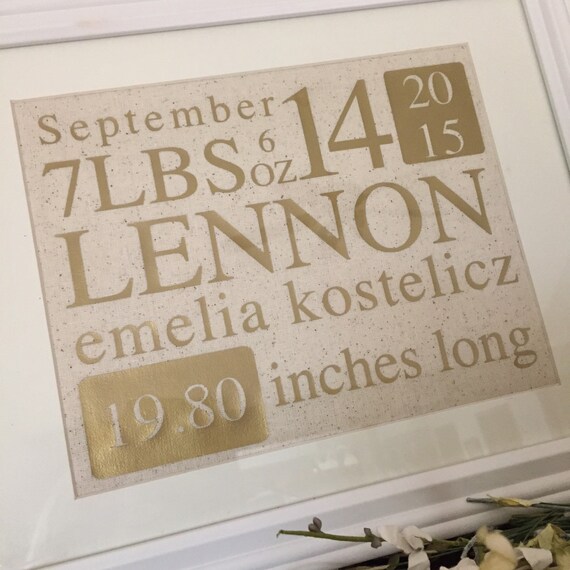 September 14 20 15
7LBS 6 oz
LENNON
emelia kostelicz
19.80 inches long